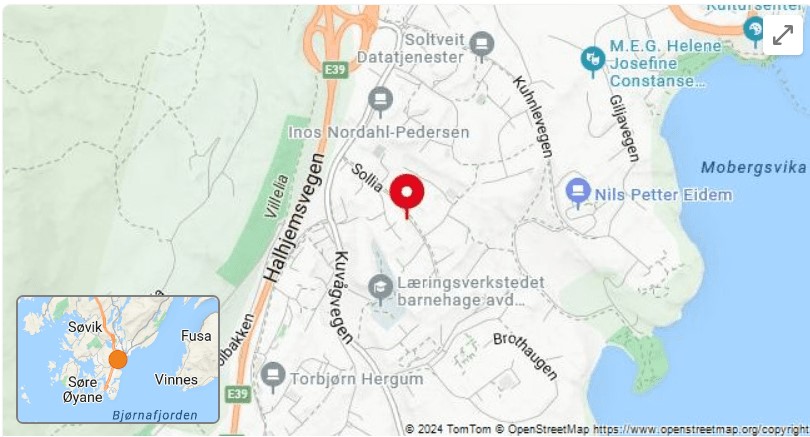 Kultursenter
Soltveit
Datatjenester
M.E.G. Helene
Josefine
Constanse...
E39
Kuhnlevegen
Giljavegen
Inos Nordahl-Pedersen
Mobergsvika
Sollia
Villelia
Halhjemsvegen
Nils Petter Eidem
Kuvågvegen
Læringsverkstedet
barnehage avd...
Søvik
Fusa
Brothaugen
Vinnes
Søre
Øyane
Torbjørn Hergum
E39
Bjørnafjorden
© 2024 TomTom © OpenStreetMap https://www.openstreetmap.org/copyright